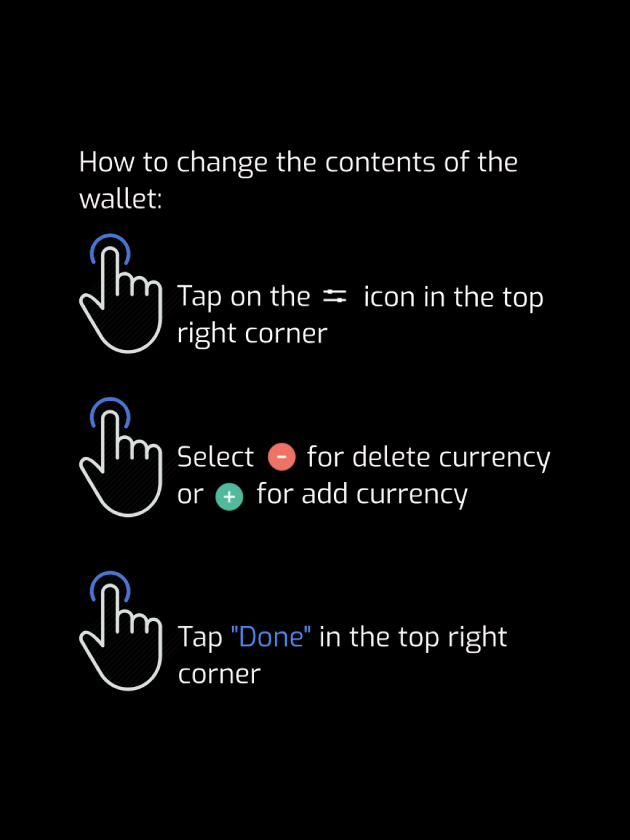 How to change the contents of the
wallet:
Tap on the icon in the top
right corner
Select - for delete currency
or + for add currency
Tap "Done" in the top right
corner